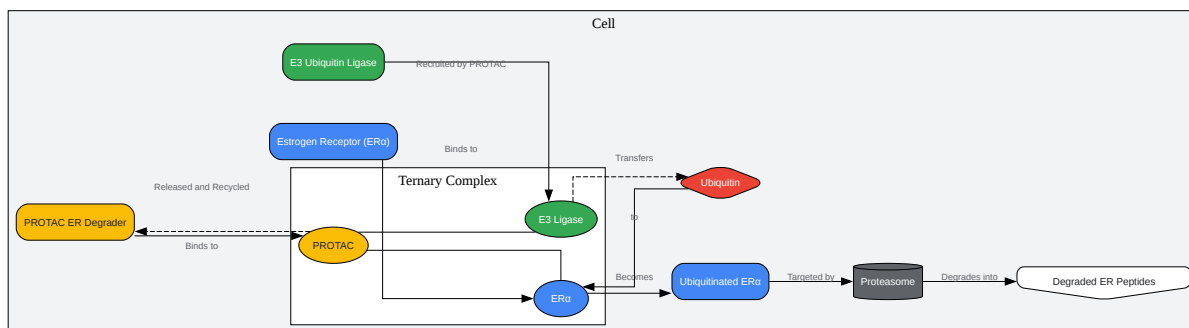 Cell
E3 Ubiquitin Ligase
Recruited by PROTAC
Estrogen Receptor (ERα)
Binds to
Transfers
Ternary Complex
Ubiquitin
Released and Recycled
PROTAC ER Degrader
E3 Ligase
to
Binds to
PROTAC
Becomes
Ubiquitinated ERα
Targeted by
Proteasome
Degrades into
Degraded ER Peptides
ERα